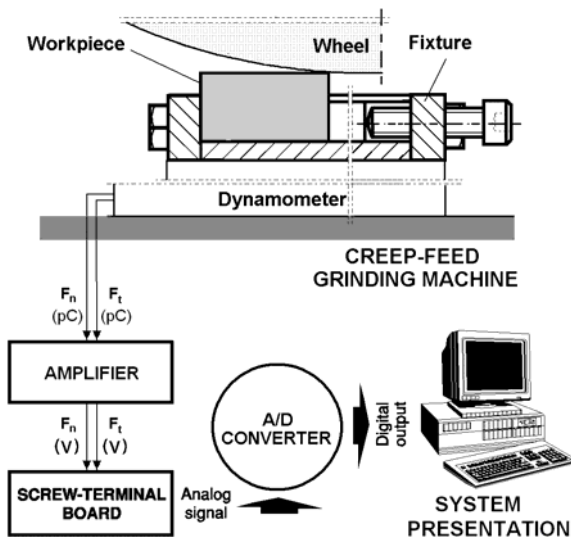 Workpiece
Wheel
Fixture
Dynamometer
CREEP-FEED
GRINDING MACHINE
Fn Ft
(pC) (pC)
AMPLIFIER
Fn Ft
(V) (V)
SCREW-TERMINAL
BOARD
Analog
signal
A/D
CONVERTER
Digital
output
SYSTEM
PRESENTATION